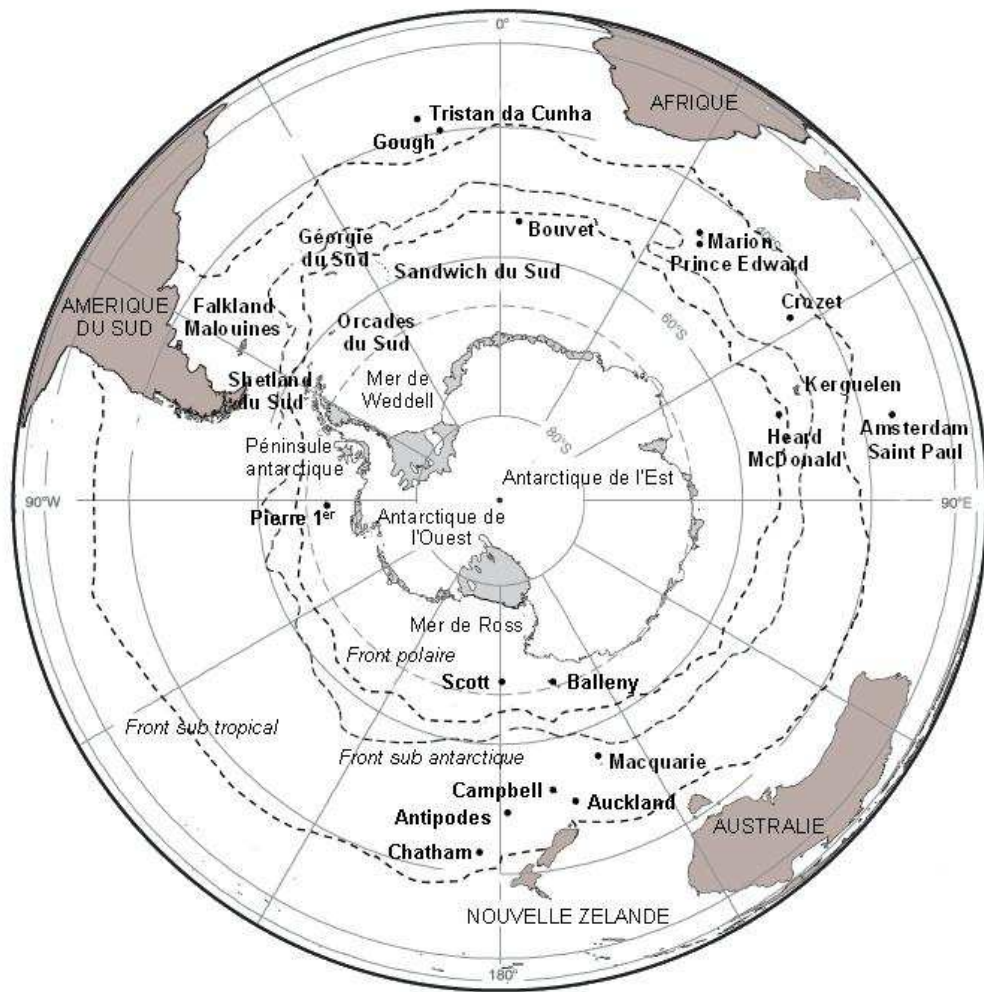 0°
AFRIQUE
Tristan da Cunha
Gough
40°S
Géorgie
du Sud
Bouvet
Marion
Prince Edward
Sandwich du Sud
AMERIQUE
DU SUD
Falkland
Malouines
Orcades
du Sud
60°S
Crozet
Mer de
Weddell
Shetland
du Sud
Kerguelen
Amsterdam
Saint Paul
Heard
McDonald
80°S
Péninsule
antarctique
Antarctique de l'Est
90°W
90°E
Pierre 1er
Antarctique de
l'Ouest
Mer de Ross
Front polaire
Scott
Balleny
Front sub tropical
Front sub antarctique
Macquarie
Campbell
Auckland
Antipodes
AUSTRALIE
Chatham
NOUVELLE ZELANDE
180°